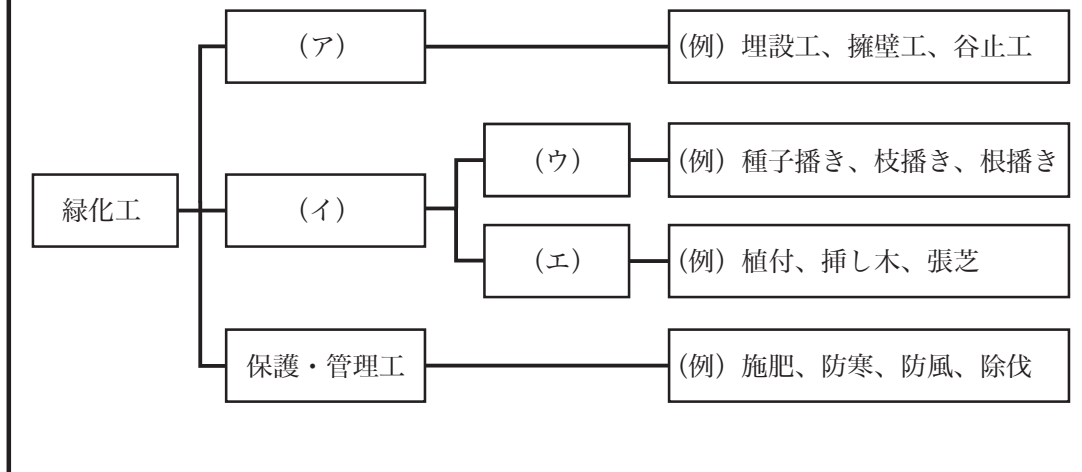 (ア)
(例) 埋設工、擁壁工、谷止工
(ウ)
(例) 種子播き、枝播き、根播き
緑化工
(イ)
(エ)
(例) 植付、挿し木、張芝
保護・管理工
(例) 施肥、防寒、防風、除伐